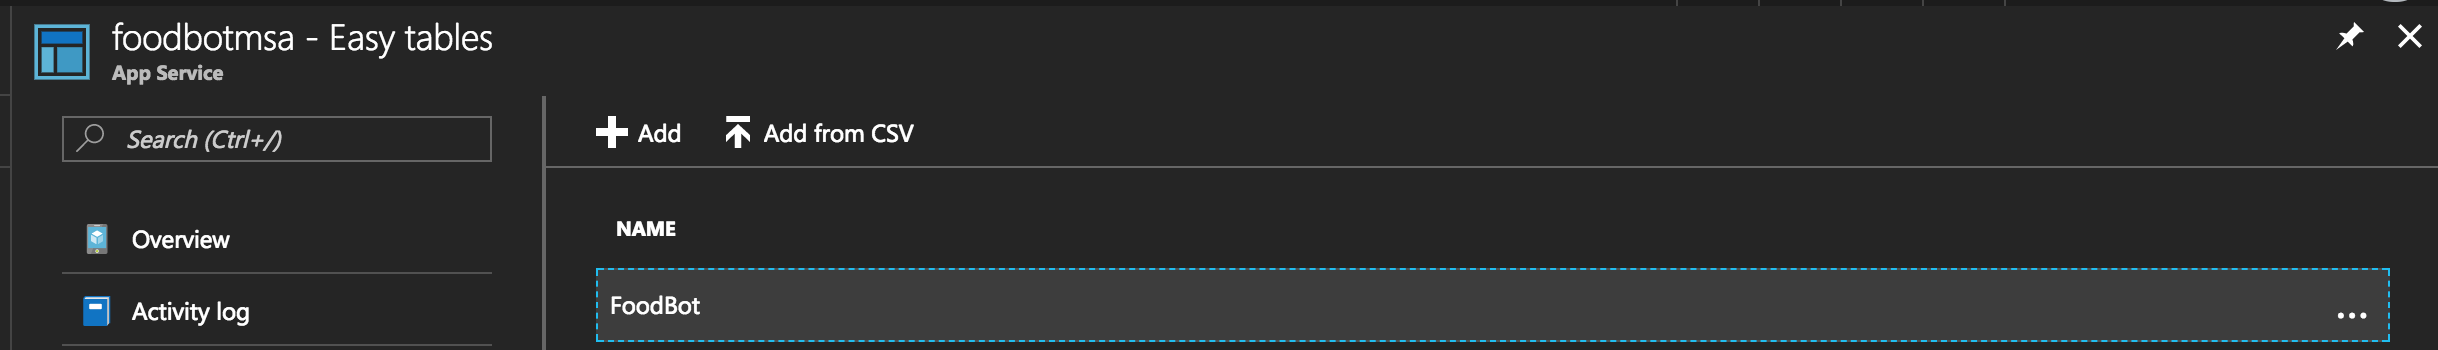 foodbotmsa - Easy tables
App Service
Search (Ctrl+/)
Overview
Activity log
Add
Add from CSV
NAME
FoodBot